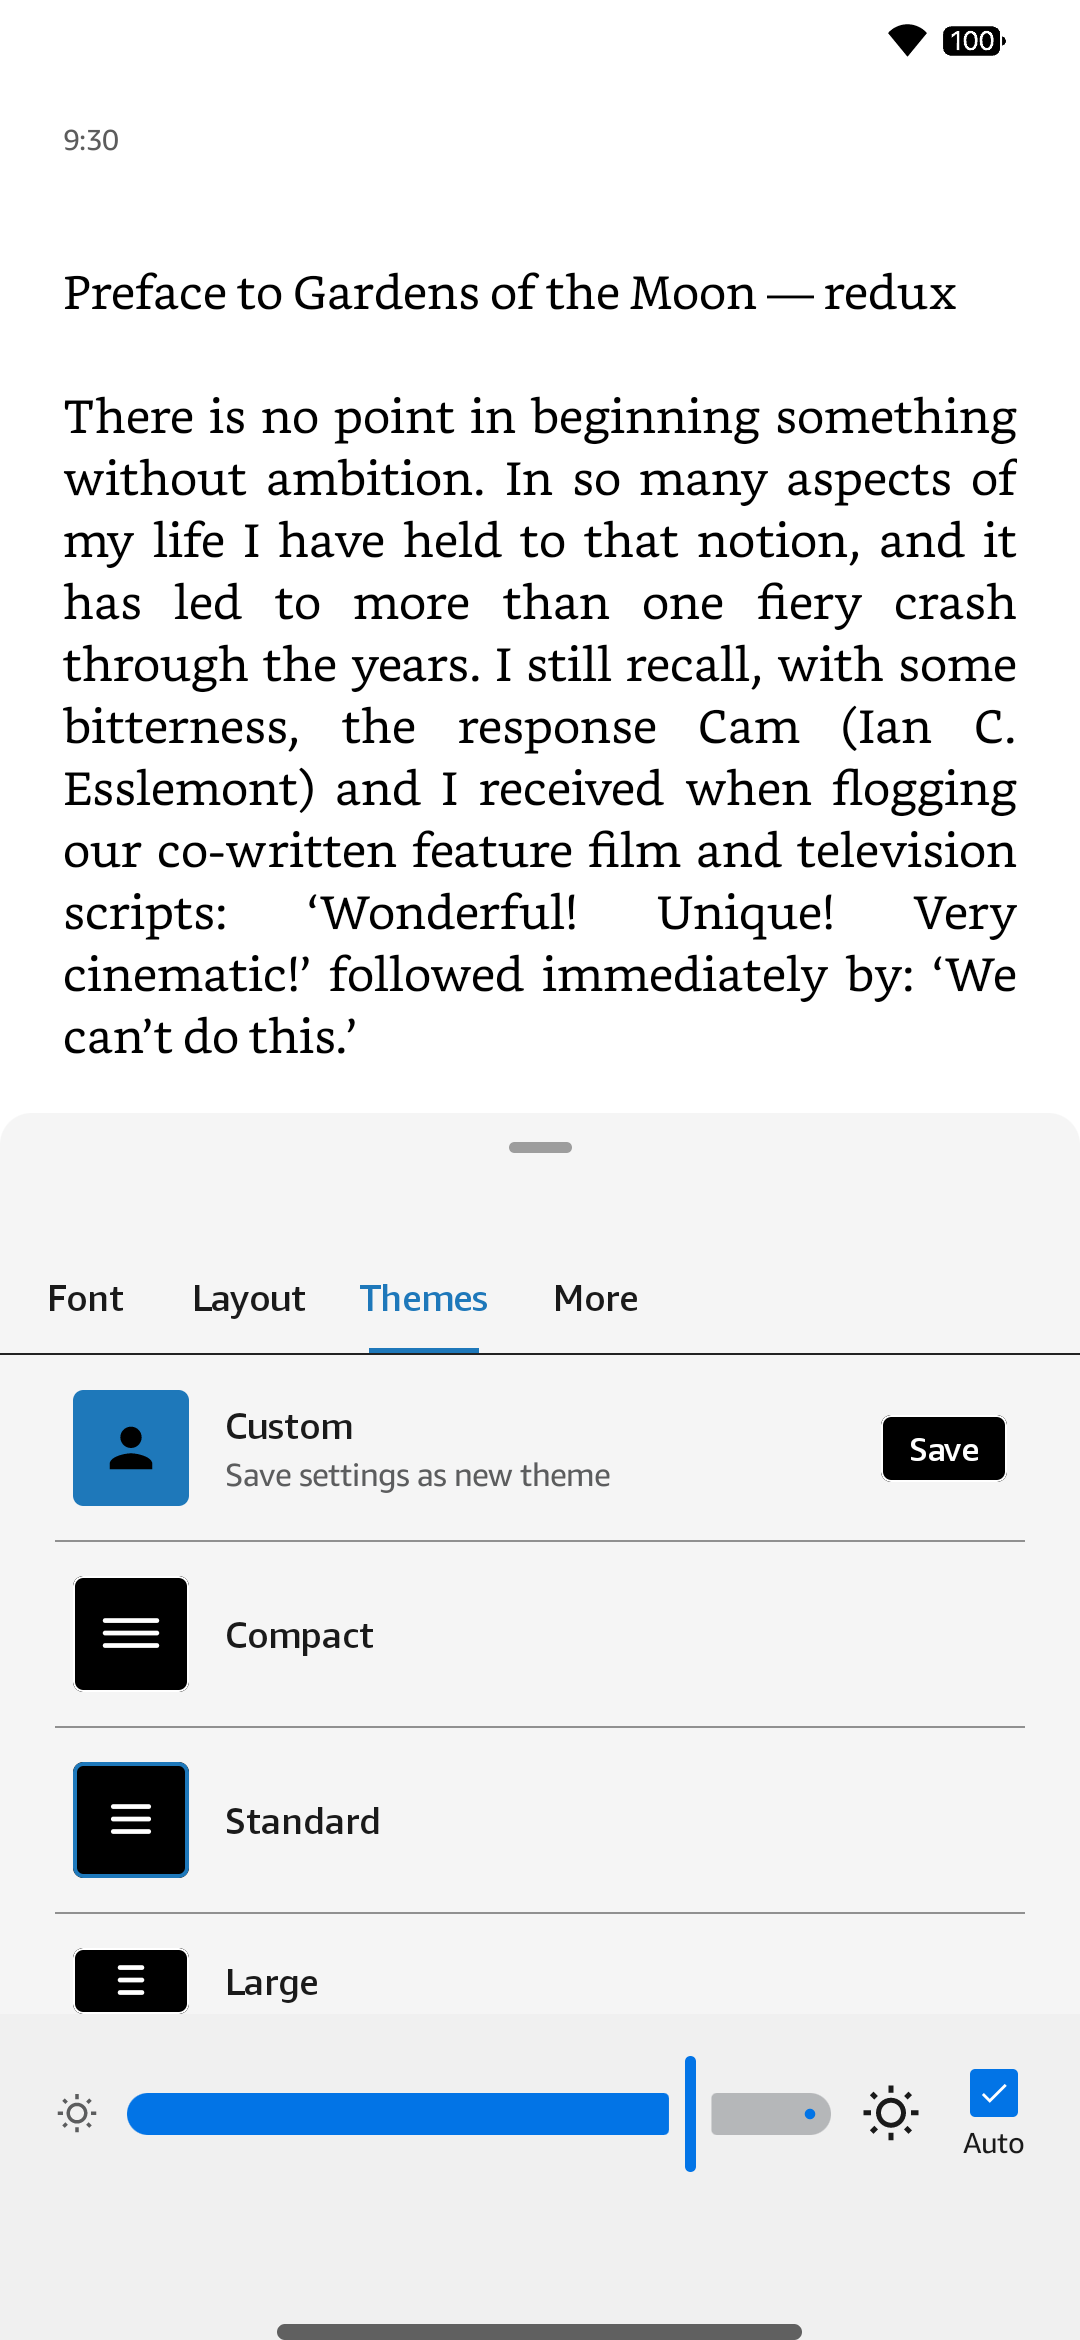 100
9:30
Preface to Gardens of the Moon — redux
There is no point in beginning something
without ambition. In so many aspects of
my life I have held to that notion, and it
has led to more than one fiery crash
through the years. I still recall, with some
bitterness, the response Cam (Ian C.
Esslemont) and I received when flogging
our co-written feature film and television
scripts: ‘Wonderful! Unique! Very
cinematic!’ followed immediately by: ‘We
can’t do this.’
Font Layout Themes More
Custom
Save settings as new theme
Save
Compact
Standard
Large
Auto